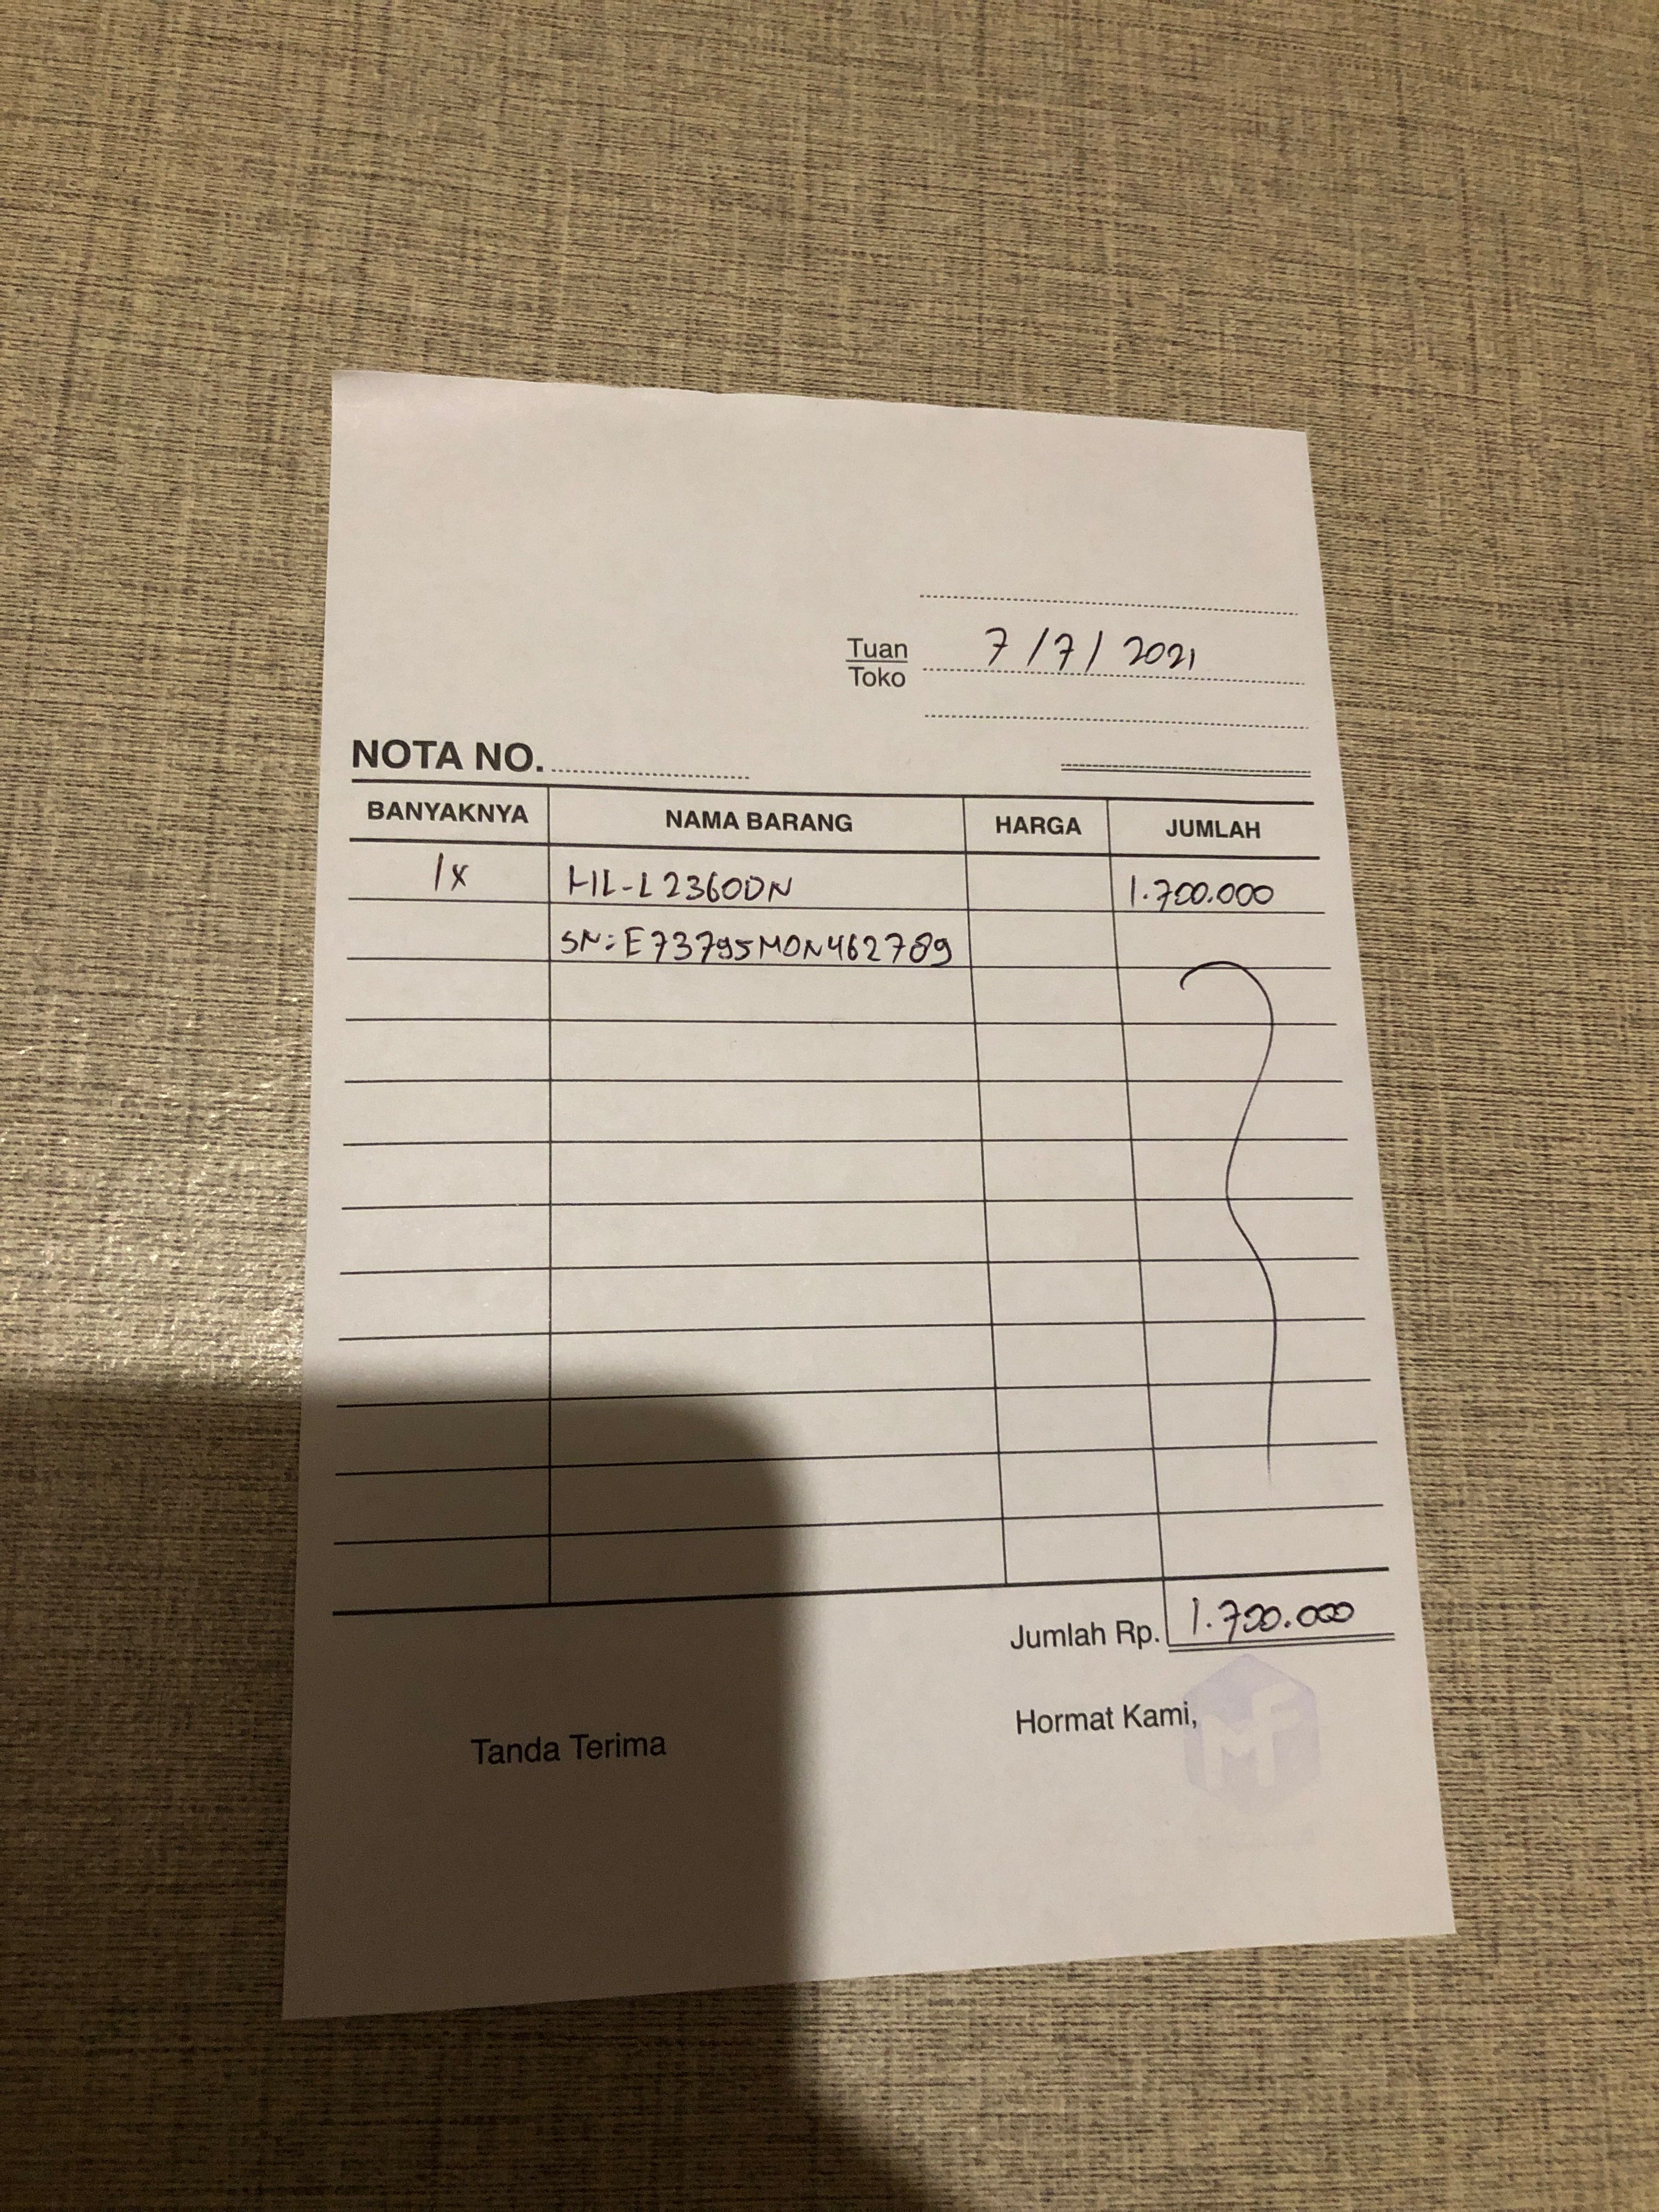 Tuan
Toko
7/7/2021
NOTA NO.
BANYAKNYA NAMA BARANG HARGA JUMLAH
1x HL-L2360DN 1.700.000
SN: E73795M0N462789
Jumlah Rp. 1.700.000
Tanda Terima
Hormat Kami,
MF